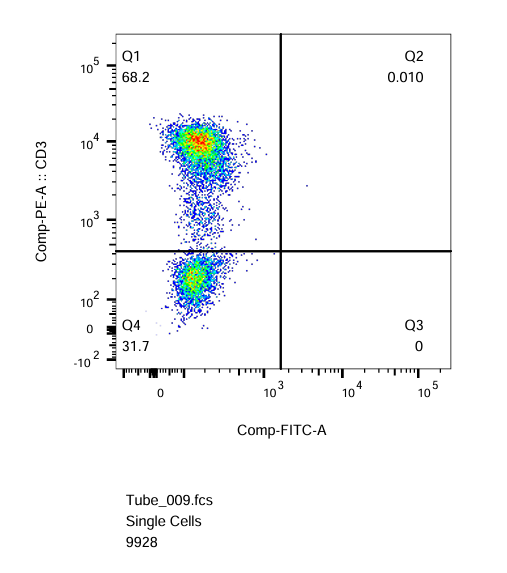 Q1
68.2
Q2
0.010
10^5
10^4
10^3
10^2
0
-10^2
Comp-PE-A :: CD3
Q4
31.7
Q3
0
0
10^3
10^4
10^5
Comp-FITC-A
Tube_009.fcs
Single Cells
9928